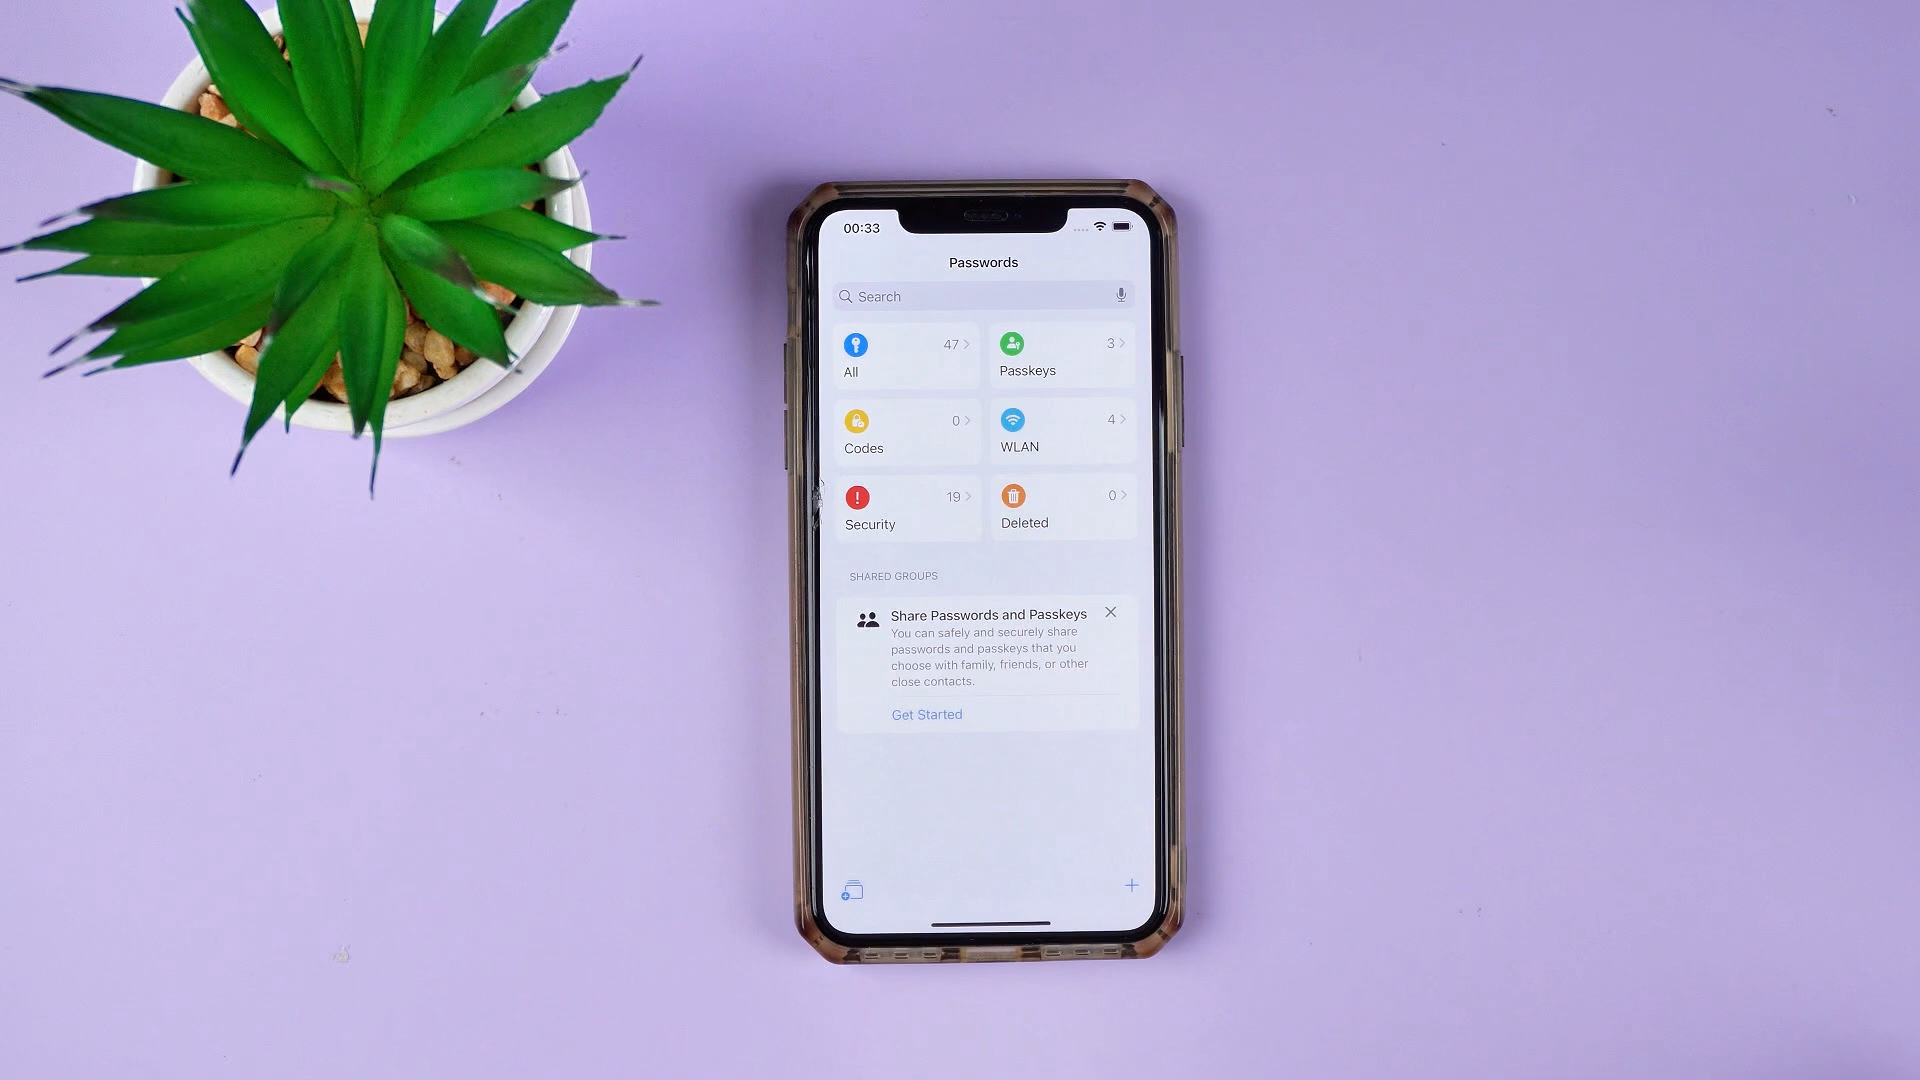 00:33
Passwords
Search
47
3
All
Passkeys
0
4
Codes
WLAN
19
0
Security
Deleted
SHARED GROUPS
Share Passwords and Passkeys
You can safely and securely share
passwords and passkeys that you
choose with family, friends, or other
close contacts.
Get Started